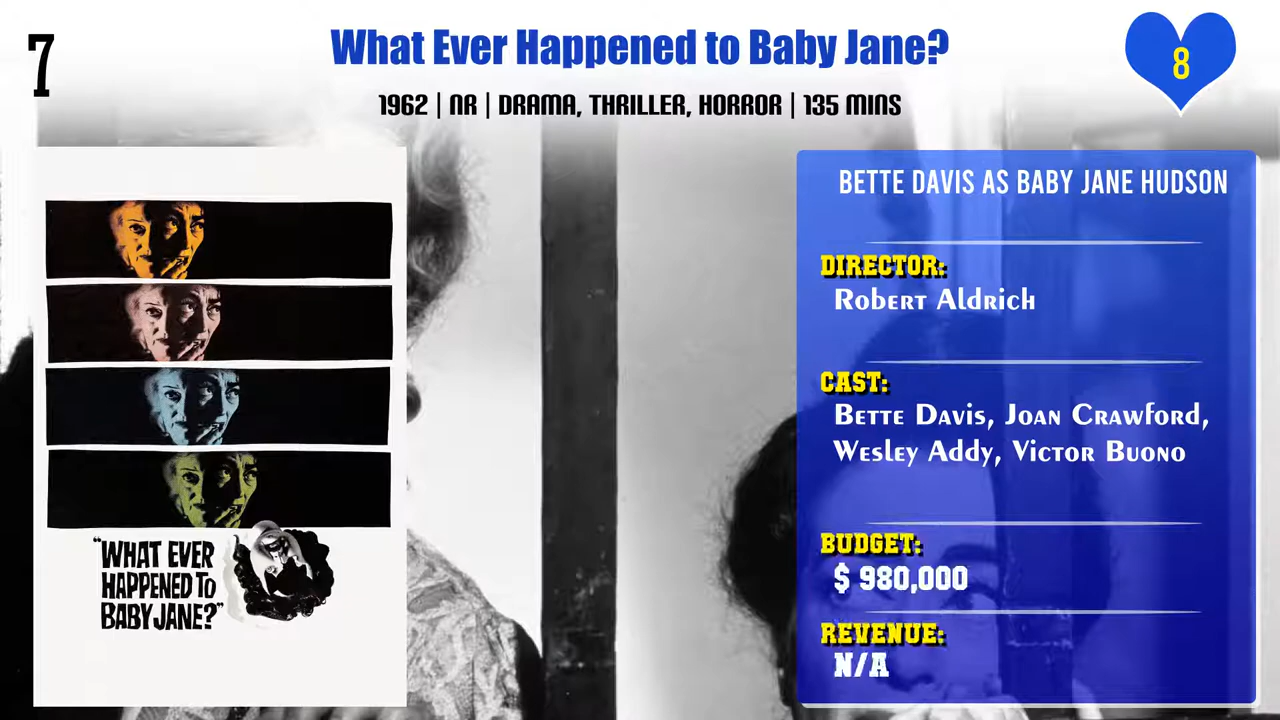 7
What Ever Happened to Baby Jane?
8
1962 | NR | DRAMA, THRILLER, HORROR | 135 MINS
BETTE DAVIS AS BABY JANE HUDSON
DIRECTOR:
Robert Aldrich
CAST:
Bette Davis, Joan Crawford,
Wesley Addy, Victor Buono
BUDGET:
$ 980,000
REVENUE:
N/A
"WHAT EVER
HAPPENED TO
BABY JANE?"